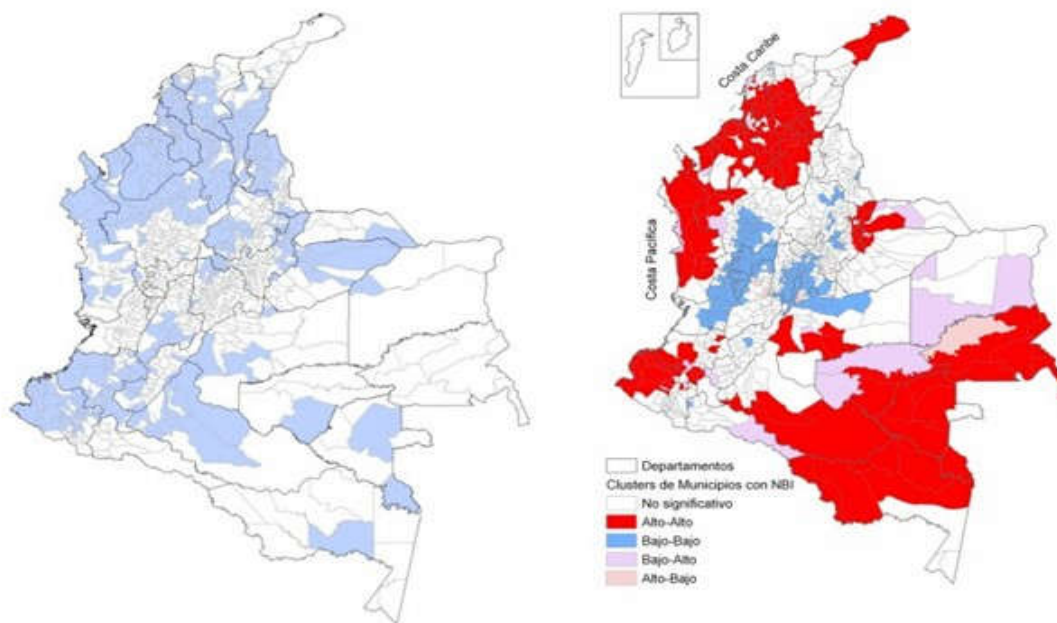 Costa Caribe
Costa Pacífica
Departamentos
Clusters de Municipios con NBI
No significativo
Alto-Alto
Bajo-Bajo
Bajo-Alto
Alto-Bajo